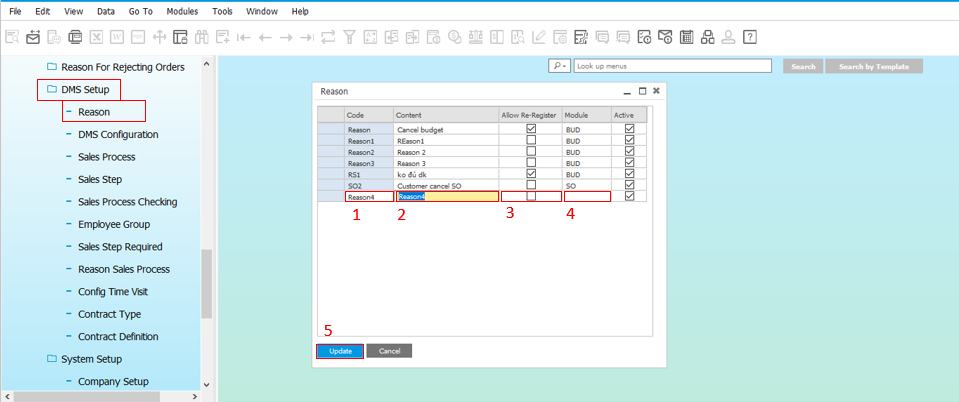 File Edit View Data Go To Modules Tools Window Help
Look up menus Search Search by Template
Reason For Rejecting Orders
DMS Setup
Reason
DMS Configuration
Sales Process
Sales Step
Sales Process Checking
Employee Group
Sales Step Required
Reason Sales Process
Config Time Visit
Contract Type
Contract Definition
System Setup
Company Setup
Reason
Code Content Allow Re-Register Module Active
Reason Cancel budget BUD
Reason1 REason1 BUD
Reason2 Reason 2 BUD
Reason3 Reason 3 BUD
RS1 ko đủ dk BUD
SO2 Customer cancel SO SO
Reason4 Reason4
1 2 3 4
5
Update Cancel